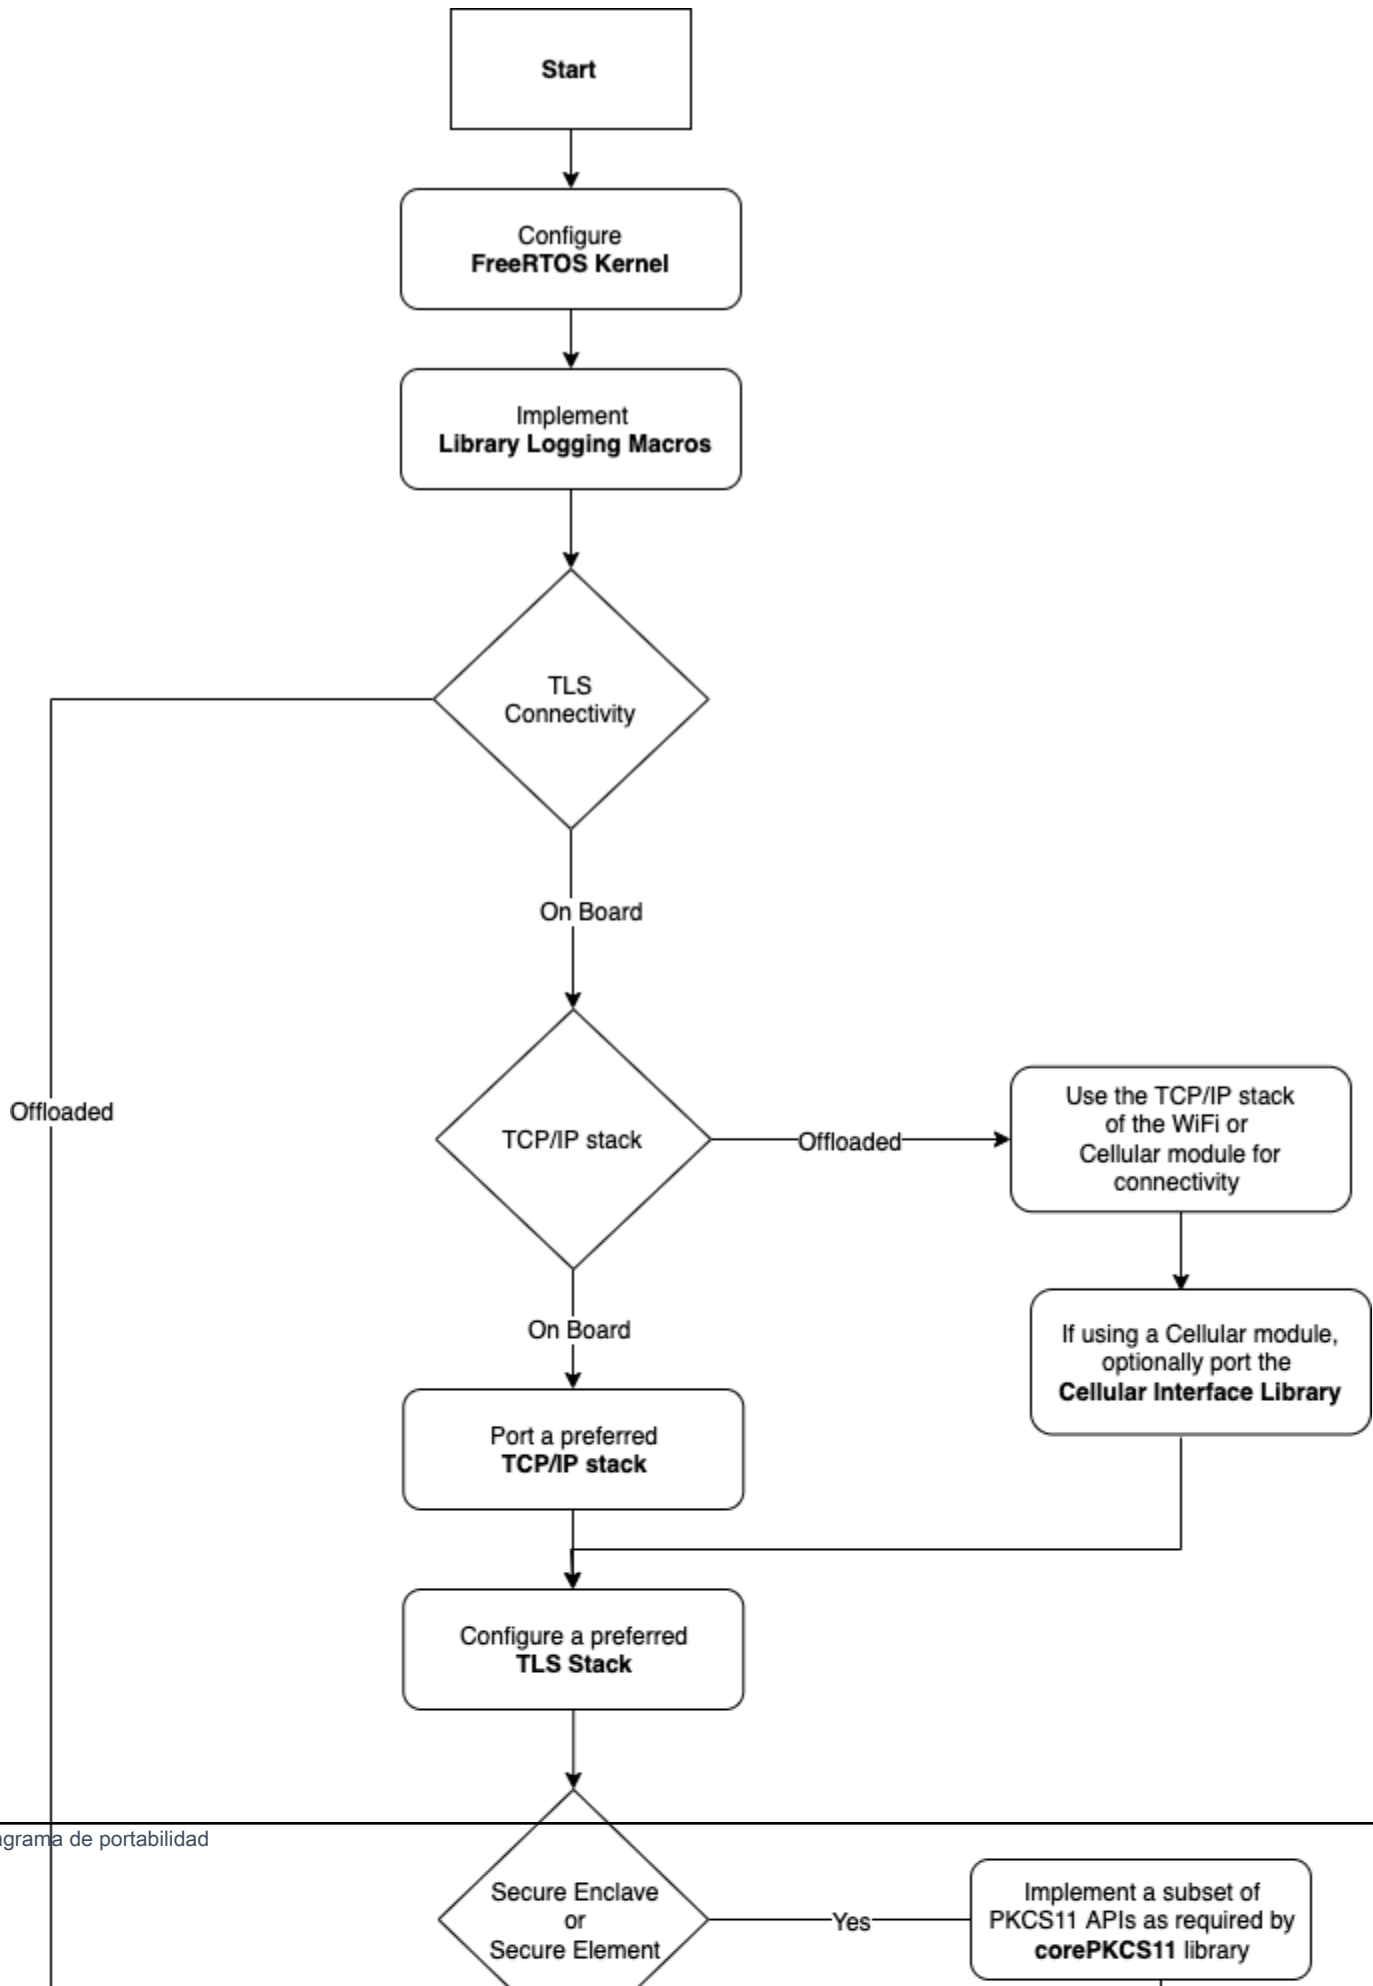 Start
Configure
FreeRTOS Kernel
Implement
Library Logging Macros
TLS
Connectivity
On Board
Offloaded
TCP/IP stack
Offloaded
Use the TCP/IP stack
of the WiFi or
Cellular module for
connectivity
If using a Cellular module,
optionally port the
Cellular Interface Library
On Board
Port a preferred
TCP/IP stack
Configure a preferred
TLS Stack
de portabilidad
Secure Enclave
or
Secure Element
Yes
Implement a subset of
PKCS11 APIs as required by
corePKCS11 library